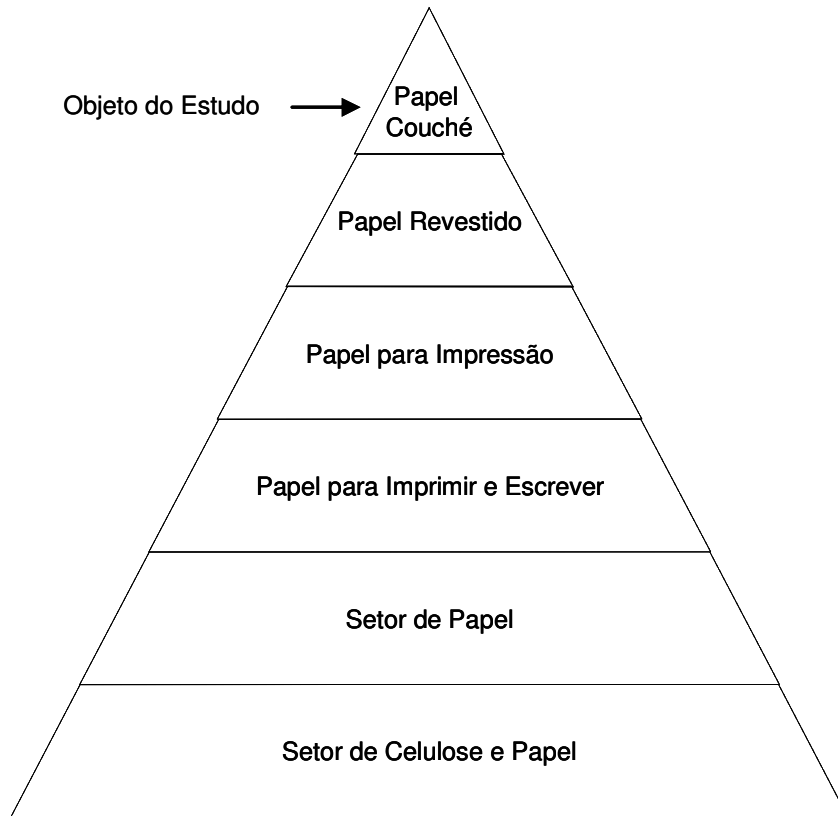 Objeto do Estudo
Papel
Couché
Papel Revestido
Papel para Impressão
Papel para Imprimir e Escrever
Setor de Papel
Setor de Celulose e Papel